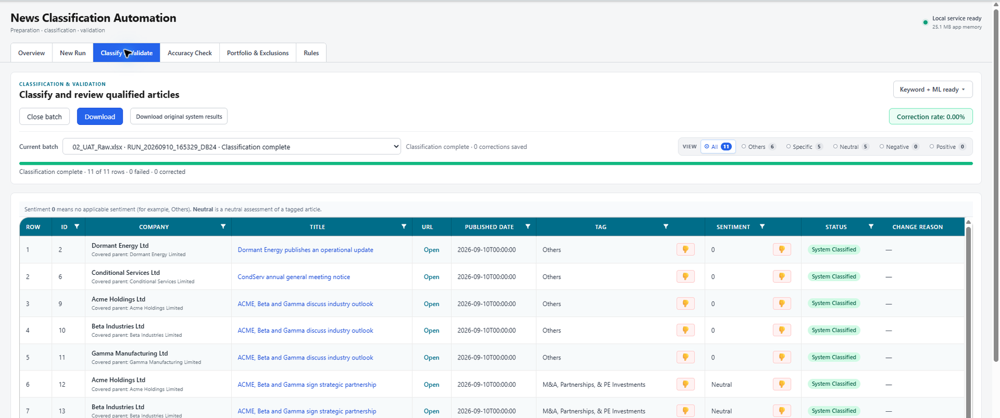 News Classification Automation
Preparation · classification · validation
Local service ready
25.1 MB app memory
Overview
New Run
Classify Validate
Accuracy Check
Portfolio & Exclusions
Rules
CLASSIFICATION & VALIDATION
Classify and review qualified articles
Keyword + ML ready
Close batch
Download
Download original system results
Correction rate: 0.00%
Current batch
02_UAT_Raw.xlsx · RUN_20260910_165329_DB24 · Classification complete
Classification complete · 0 corrections saved
VIEW
All 11
Others 6
Specific 5
Neutral 5
Negative 0
Positive 0
Classification complete · 11 of 11 rows · 0 failed · 0 corrected
Sentiment 0 means no applicable sentiment (for example, Others). Neutral is a neutral assessment of a tagged article.
ROW ID COMPANY TITLE URL PUBLISHED DATE TAG SENTIMENT STATUS CHANGE REASON
1 2 Dormant Energy Ltd Dormant Energy publishes an operational update Open 2026-09-10T00:00:00 Others 0 System Classified —
Covered parent: Dormant Energy Limited
2 6 Conditional Services Ltd CondServ annual general meeting notice Open 2026-09-10T00:00:00 Others 0 System Classified —
Covered parent: Conditional Services Limited
3 9 Acme Holdings Ltd ACME, Beta and Gamma discuss industry outlook Open 2026-09-10T00:00:00 Others 0 System Classified —
Covered parent: Acme Holdings Limited
4 10 Beta Industries Ltd ACME, Beta and Gamma discuss industry outlook Open 2026-09-10T00:00:00 Others 0 System Classified —
Covered parent: Beta Industries Limited
5 11 Gamma Manufacturing Ltd ACME, Beta and Gamma discuss industry outlook Open 2026-09-10T00:00:00 Others 0 System Classified —
Covered parent: Gamma Manufacturing Limited
6 12 Acme Holdings Ltd ACME, Beta and Gamma sign strategic partnership Open 2026-09-10T00:00:00 M&A, Partnerships, & PE Investments Neutral System Classified —
Covered parent: Acme Holdings Limited
7 13 Beta Industries Ltd ACME, Beta and Gamma sign strategic partnership Open 2026-09-10T00:00:00 M&A, Partnerships, & PE Investments Neutral System Classified —
Covered parent: Beta Industries Limited